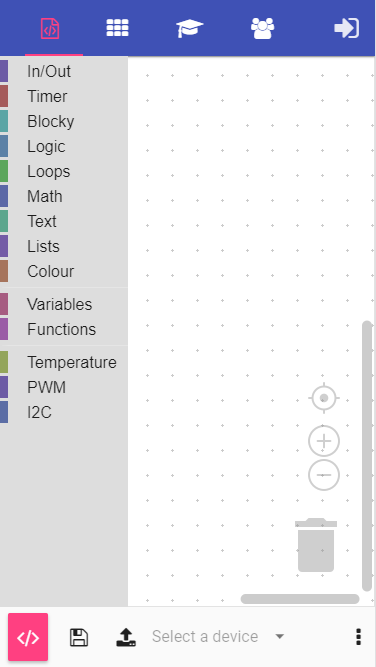 In/Out
Timer
Blocky
Logic
Loops
Math
Text
Lists
Colour
Variables
Functions
Temperature
PWM
I2C
Select a device